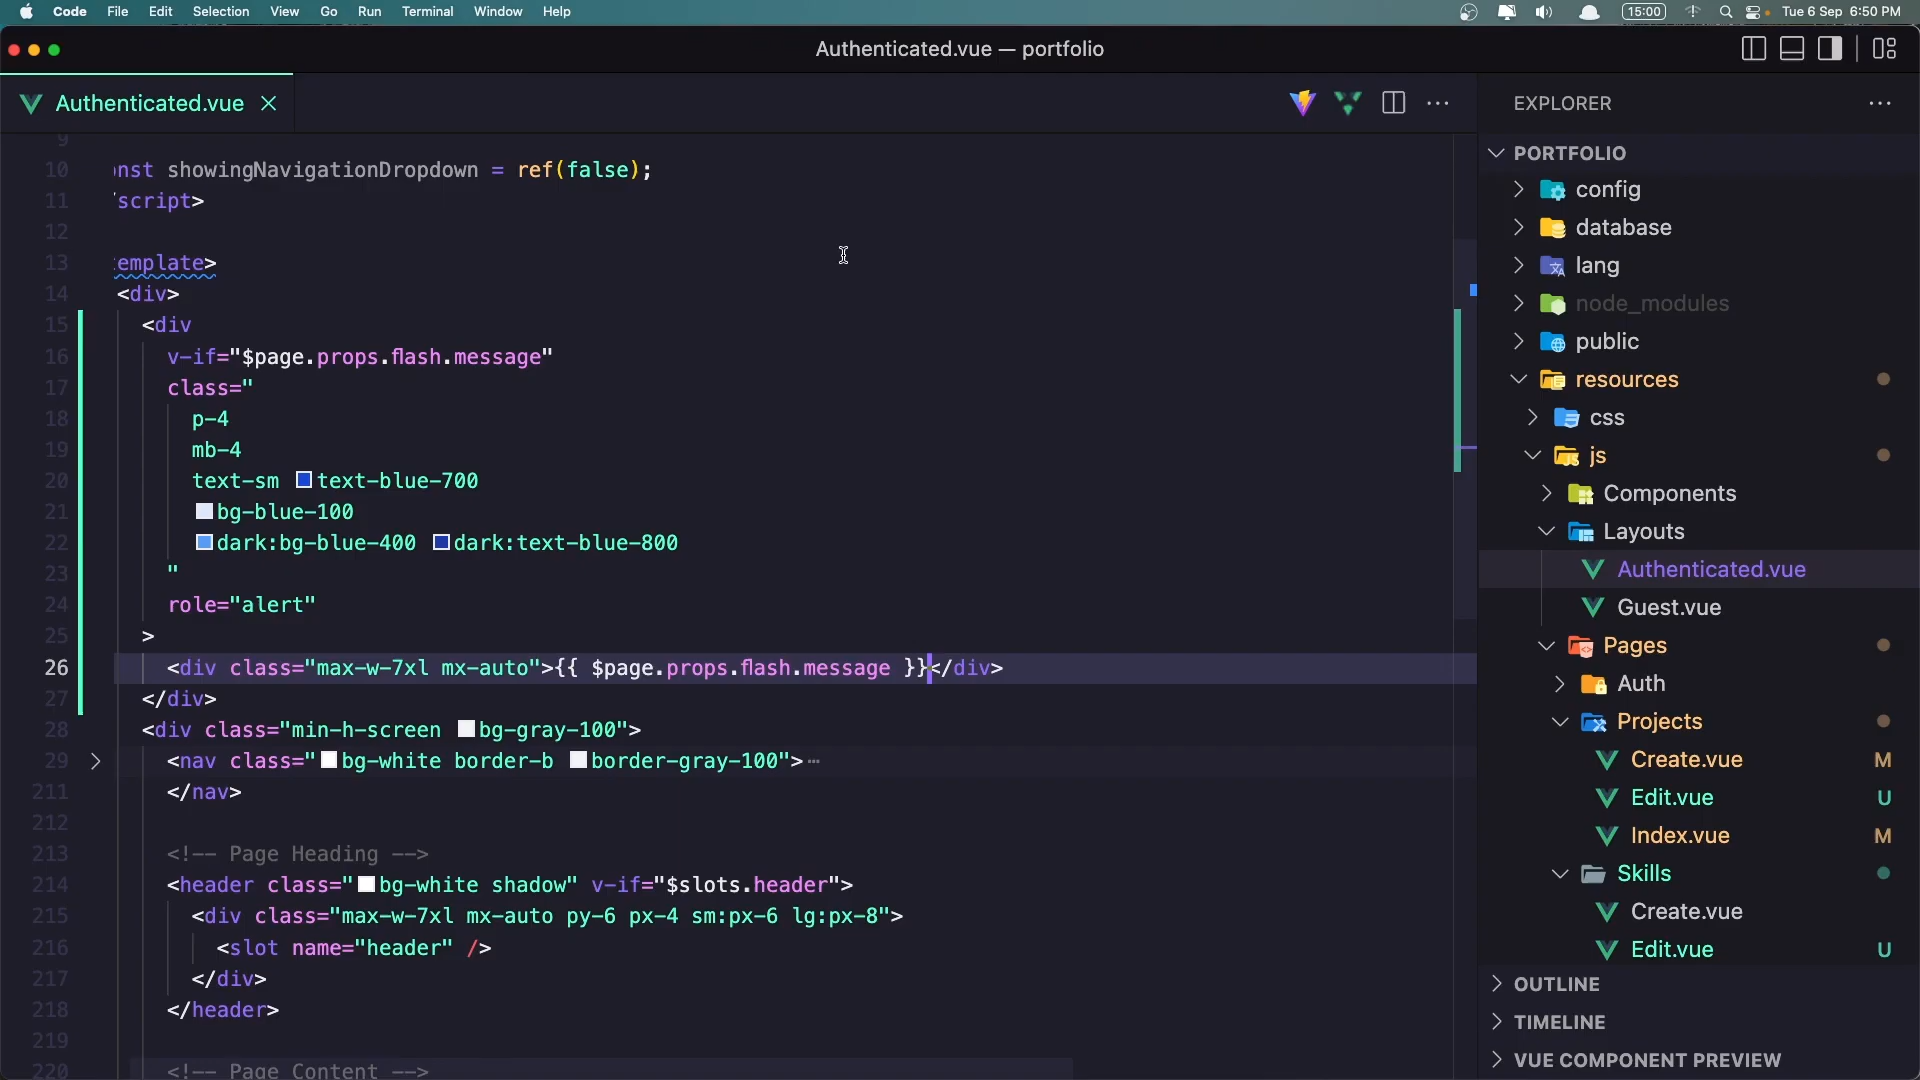 Code File Edit Selection View Go Run Terminal Window Help 15:00 Tue 6 Sep 6:50 PM
Authenticated.vue — portfolio
Authenticated.vue
9
10 nst showingNavigationDropdown = ref(false);
11 script>
12
13 emplate>
14 <div>
15 <div
16 v-if="$page.props.flash.message"
17 class="
18 p-4
19 mb-4
20 text-sm text-blue-700
21 bg-blue-100
22 dark:bg-blue-400 dark:text-blue-800
23 "
24 role="alert"
25 >
26 <div class="max-w-7xl mx-auto">{{ $page.props.flash.message }}</div>
27 </div>
28 <div class="min-h-screen bg-gray-100">
29 <nav class="bg-white border-b border-gray-100">
211 </nav>
212
213 <!-- Page Heading -->
214 <header class="bg-white shadow" v-if="$slots.header">
215 <div class="max-w-7xl mx-auto py-6 px-4 sm:px-6 lg:px-8">
216 <slot name="header" />
217 </div>
218 </header>
219
220 <!-- Page Content -->
EXPLORER
PORTFOLIO
config
database
lang
node_modules
public
resources
css
js
Components
Layouts
Authenticated.vue
Guest.vue
Pages
Auth
Projects
Create.vue M
Edit.vue U
Index.vue M
Skills
Create.vue
Edit.vue U
OUTLINE
TIMELINE
VUE COMPONENT PREVIEW